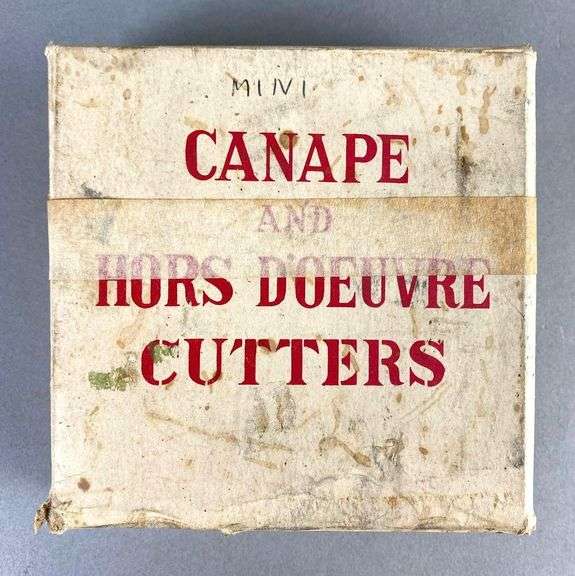 MINI
CANAPE
AND
HORS D'OEUVRE
CUTTERS